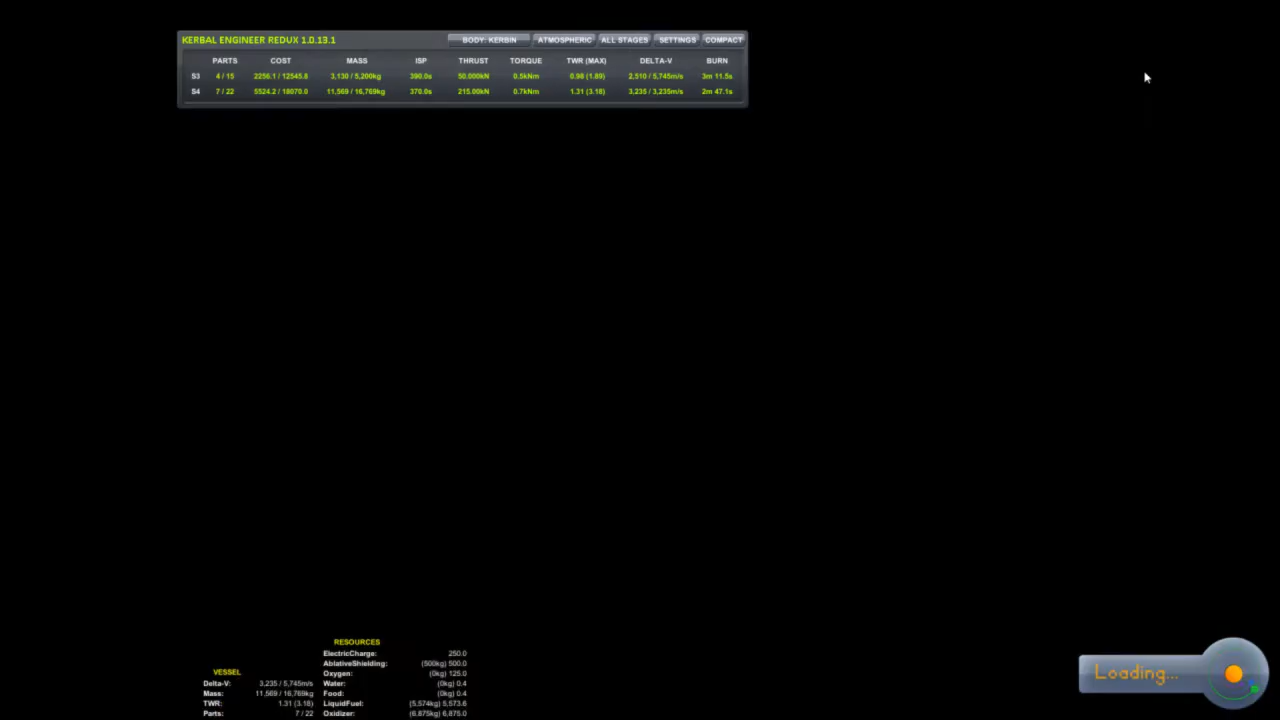 KERBAL ENGINEER REDUX 1.0.13.1 BODY: KERBIN ATMOSPHERIC ALL STAGES SETTINGS COMPACT
PARTS COST MASS ISP THRUST TORQUE TWR (MAX) DELTA-V BURN
S3 4 / 15 2256.1 / 12545.8 3,130 / 5,200kg 390.0s 50.000kN 0.5kNm 0.98 (1.89) 2,510 / 5,745m/s 3m 11.5s
S4 7 / 22 5524.2 / 18070.0 11,569 / 16,769kg 370.0s 215.00kN 0.7kNm 1.31 (3.18) 3,235 / 3,235m/s 2m 47.1s
VESSEL
Delta-V: 3,235 / 5,745m/s
Mass: 11,569 / 16,769kg
TWR: 1.31 (3.18)
Parts: 7 / 22
RESOURCES
ElectricCharge: 250.0
AblativeShielding: (500kg) 500.0
Oxygen: (0kg) 125.0
Water: (0kg) 0.4
Food: (0kg) 0.4
LiquidFuel: (5,574kg) 5,573.6
Oxidizer: (6,875kg) 6,875.0
Loading...